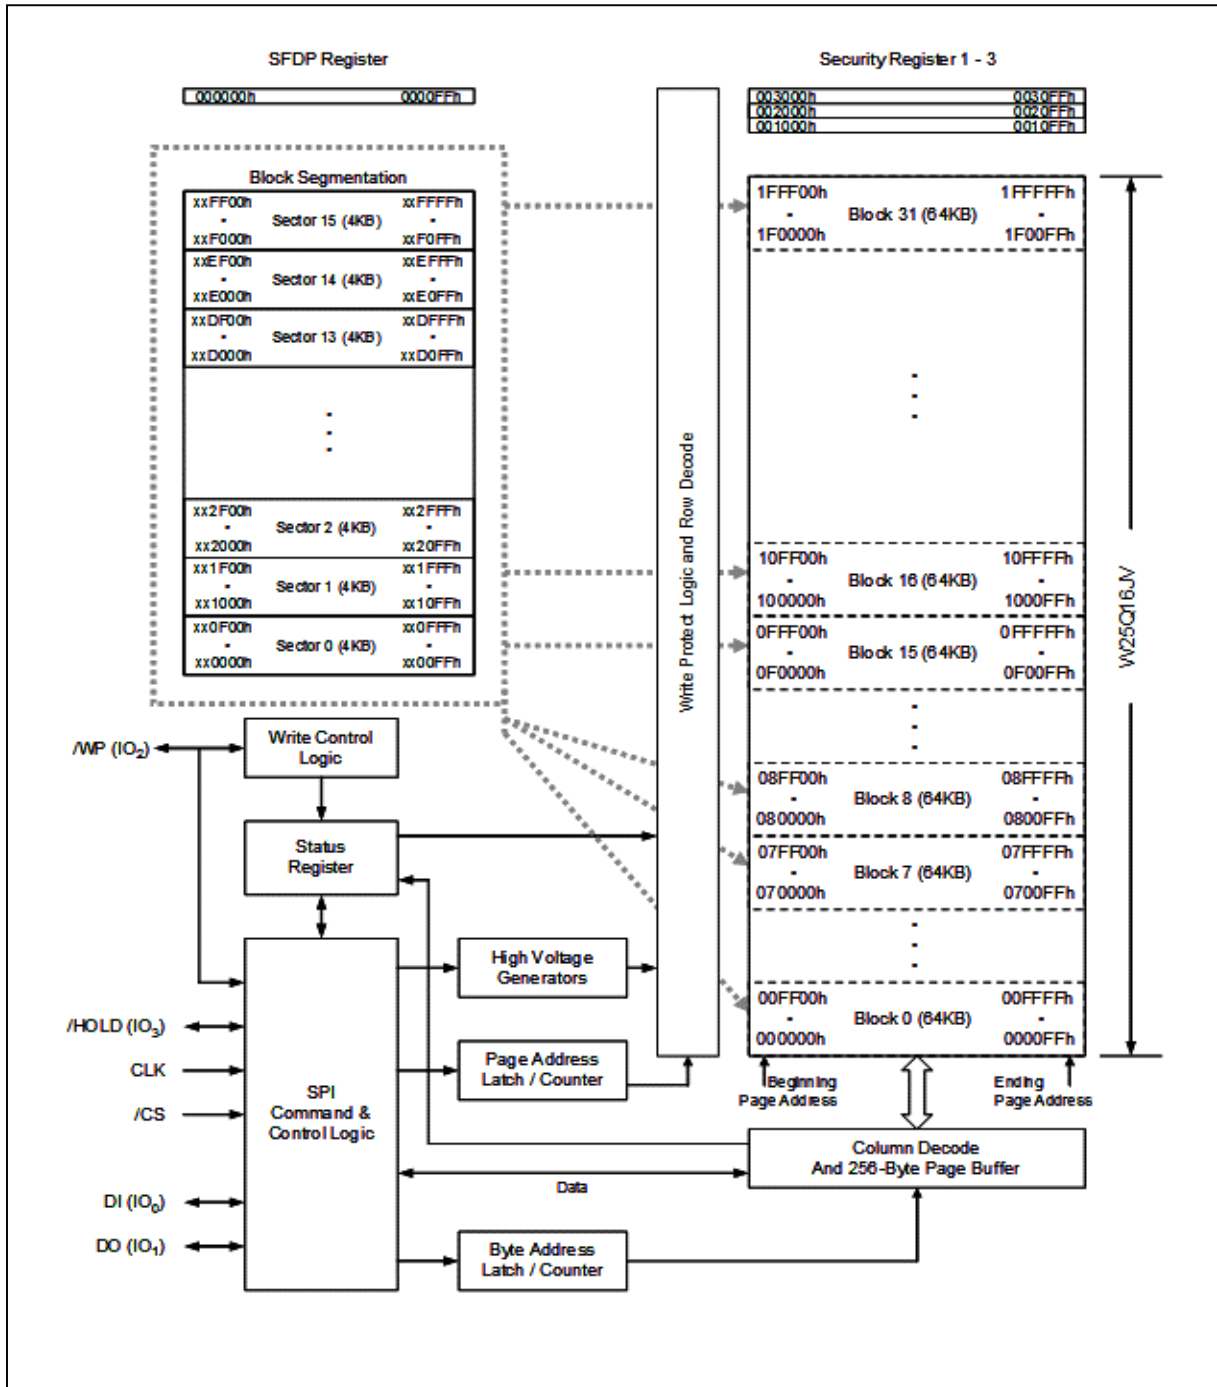 SFDP Register
000000h 0000FFh
Security Register 1 - 3
003000h 0030FFh
002000h 0020FFh
001000h 0010FFh
Block Segmentation
xxFF00h xxFFFFh
- Sector 15 (4KB) -
xxF000h xxF0FFh
xxEF00h xxEFFFh
- Sector 14 (4KB) -
xxE000h xxE0FFh
xxDF00h xxDFFFh
- Sector 13 (4KB) -
xxD000h xxD0FFh
xx2F00h xx2FFFh
- Sector 2 (4KB) -
xx2000h xx20FFh
xx1F00h xx1FFFh
- Sector 1 (4KB) -
xx1000h xx10FFh
xx0F00h xx0FFFh
- Sector 0 (4KB) -
xx0000h xx00FFh
Write Protect Logic and Row Decode
1FFF00h 1FFFFFh
- Block 31 (64KB) -
1F0000h 1F00FFh
10FF00h 10FFFFh
- Block 16 (64KB) -
100000h 1000FFh
0FFF00h 0FFFFFh
- Block 15 (64KB) -
0F0000h 0F00FFh
08FF00h 08FFFFh
- Block 8 (64KB) -
080000h 0800FFh
07FF00h 07FFFFh
- Block 7 (64KB) -
070000h 0700FFh
00FF00h 00FFFFh
- Block 0 (64KB) -
000000h 0000FFh
W25Q16JV
Beginning
Page Address
Ending
Page Address
/WP (IO2)
Write Control
Logic
Status
Register
High Voltage
Generators
/HOLD (IO3)
CLK
/CS
DI (IO0)
DO (IO1)
SPI
Command &
Control Logic
Page Address
Latch / Counter
Column Decode
And 256-Byte Page Buffer
Data
Byte Address
Latch / Counter